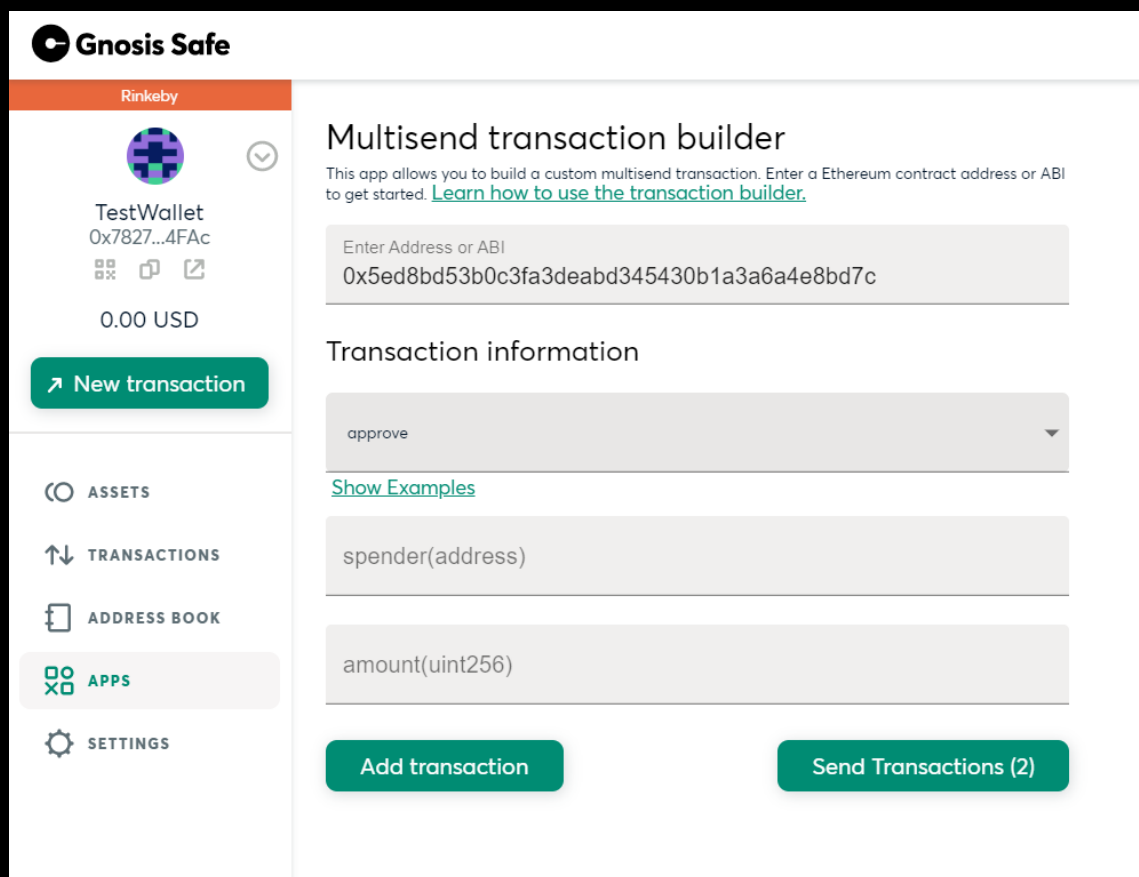 Gnosis Safe
Rinkeby
TestWallet
0x7827...4FAc
0.00 USD
New transaction
ASSETS
TRANSACTIONS
ADDRESS BOOK
APPS
SETTINGS
Multisend transaction builder
This app allows you to build a custom multisend transaction. Enter a Ethereum contract address or ABI
to get started. Learn how to use the transaction builder.
Enter Address or ABI
0x5ed8bd53b0c3fa3deabd345430b1a3a6a4e8bd7c
Transaction information
approve
Show Examples
spender(address)
amount(uint256)
Add transaction
Send Transactions (2)